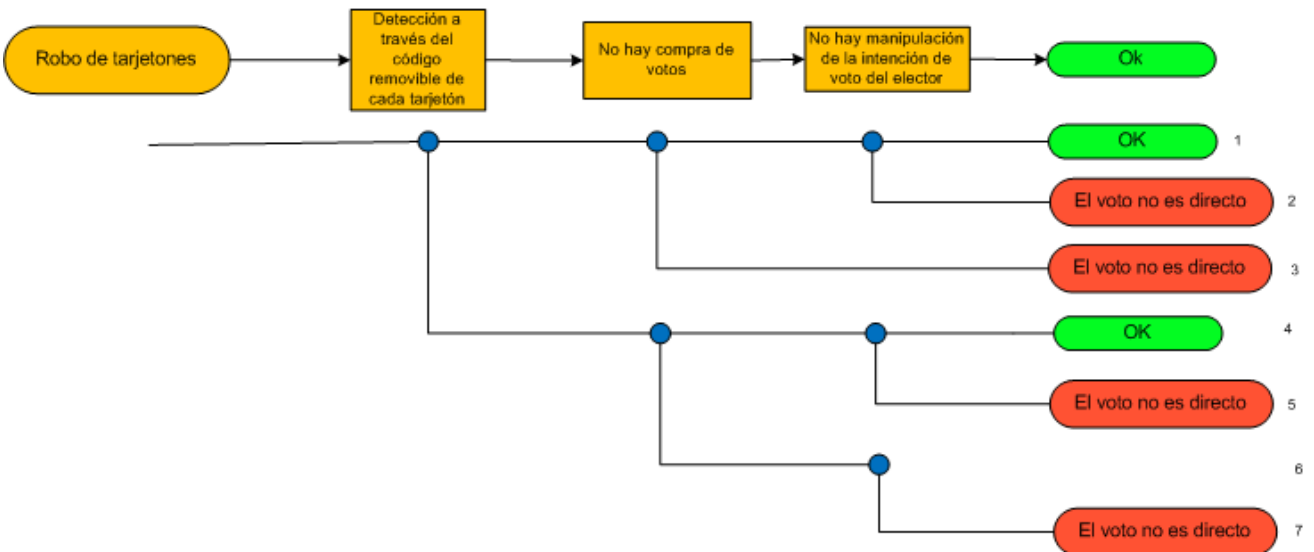 Robo de tarjetones
Detección a
través del
código
removible de
cada tarjetón
No hay compra de
votos
No hay manipulación
de la intención de
voto del elector
Ok
OK
1
El voto no es directo
2
El voto no es directo
3
OK
4
El voto no es directo
5
6
El voto no es directo
7